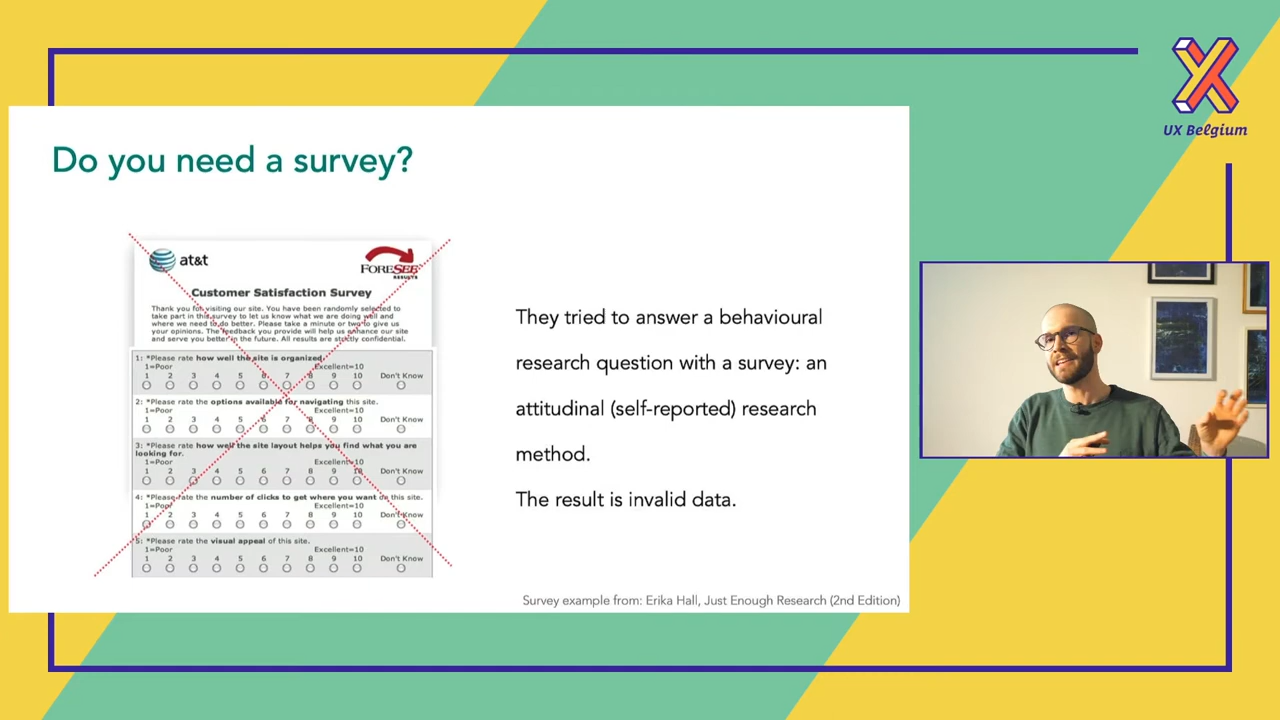 UX Belgium
Do you need a survey?
at&t
FORESEE
RESULTS
Customer Satisfaction Survey
Thank you for visiting our site. You have been randomly selected to
take part in this survey to let us know what we are doing well and
where we need to do better. Please take a minute or two to give us
your opinions. The feedback you provide will help us enhance our site
and serve you better in the future. All results are strictly confidential.
1: *Please rate how well the site is organized.
1=Poor Excellent=10
1 2 3 4 5 6 7 8 9 10 Don't Know
2: *Please rate the options available for navigating this site.
1=Poor Excellent=10
1 2 3 4 5 6 7 8 9 10 Don't Know
3: *Please rate how well the site layout helps you find what you are
looking for.
1=Poor Excellent=10
1 2 3 4 5 6 7 8 9 10 Don't Know
4: *Please rate the number of clicks to get where you want on this site.
1=Poor Excellent=10
1 2 3 4 5 6 7 8 9 10 Don't Know
5: *Please rate the visual appeal of this site.
1=Poor Excellent=10
1 2 3 4 5 6 7 8 9 10 Don't Know
They tried to answer a behavioural
research question with a survey: an
attitudinal (self-reported) research
method.
The result is invalid data.
Survey example from: Erika Hall, Just Enough Research (2nd Edition)